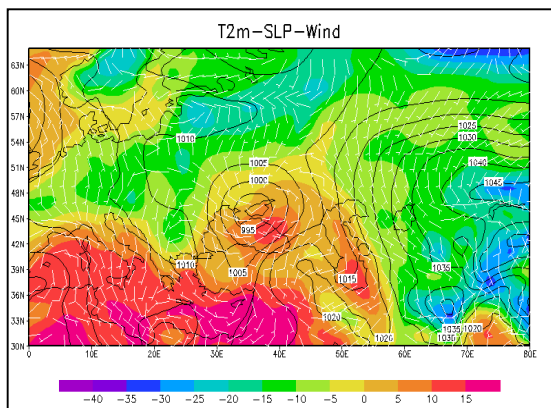 T2m-SLP-Wind
63N
60N
57N
1025
1030
54N
1010
51N
1005
1040
48N
1000
1045
45N
995
42N
1010
1035
39N
1005
1015
36N
1020
33N
1035
1020
1020
1030
30N
0 10E 20E 30E 40E 50E 60E 70E 80E
-40 -35 -30 -25 -20 -15 -10 -5 0 5 10 15